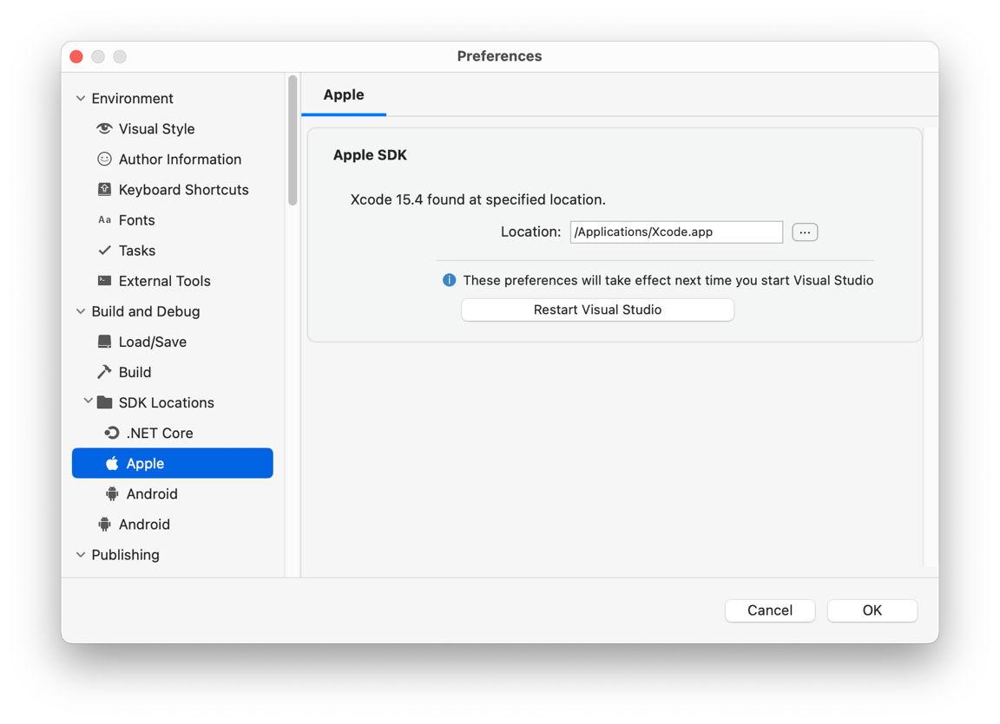 Preferences
Environment
Visual Style
Author Information
Keyboard Shortcuts
Aa Fonts
Tasks
External Tools
Build and Debug
Load/Save
Build
SDK Locations
.NET Core
Apple
Android
Android
Publishing
Apple
Apple SDK
Xcode 15.4 found at specified location.
Location: /Applications/Xcode.app ...
These preferences will take effect next time you start Visual Studio
Restart Visual Studio
Cancel OK